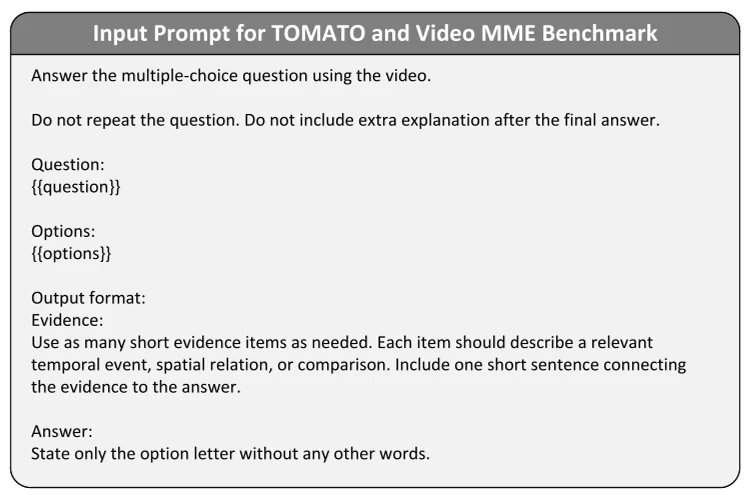 Input Prompt for TOMATO and Video MME Benchmark
Answer the multiple-choice question using the video.
Do not repeat the question. Do not include extra explanation after the final answer.
Question:
{{question}}
Options:
{{options}}
Output format:
Evidence:
Use as many short evidence items as needed. Each item should describe a relevant
temporal event, spatial relation, or comparison. Include one short sentence connecting
the evidence to the answer.
Answer:
State only the option letter without any other words.